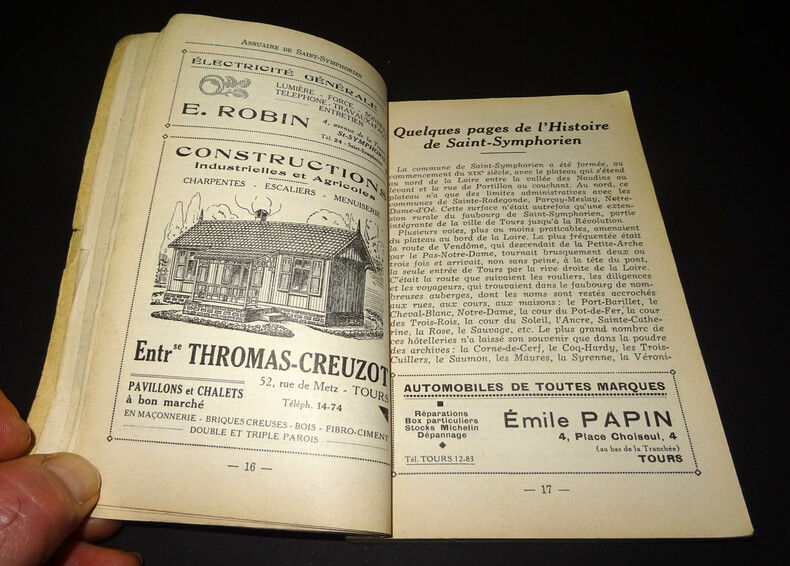 ANNUAIRE DE SAINT-SYMPHORIEN
ÉLECTRICITÉ GÉNÉRALE
LUMIÈRE - FORCE -
TÉLÉPHONE - TRAVAUX
ENTRETIEN
E. ROBIN
4, avenue de la
St-SYMPHO
Tél. 24 - Saint-Symphorien
CONSTRUCTIONS
Industrielles et Agricoles
CHARPENTES - ESCALIERS - MENUISERIE
Entrse THROMAS-CREUZOT
PAVILLONS et CHALETS
à bon marché
52, rue de Metz - TOURS
Téléph. 14-74
EN MAÇONNERIE - BRIQUES CREUSES - BOIS - FIBRO-CIMENT
DOUBLE ET TRIPLE PAROIS
— 16 —
Quelques pages de l'Histoire
de Saint-Symphorien
La commune de Saint-Symphorien a été formée, au
commencement du XIXe siècle, avec le plateau qui s'étend
au nord de la Loire entre la vallée des Naudins au
levant et la rue de Portillon au couchant. Au nord, ce
plateau n'a que des limites administratives avec les
communes de Sainte-Radegonde, Parçay-Meslay, Notre-
Dame-d'Oé. Cette surface n'était autrefois qu'une exten-
sion rurale du faubourg de Saint-Symphorien, partie
intégrante de la ville de Tours jusqu'à la Révolution.
Plusieurs voies, plus ou moins praticables, amenaient
du plateau au bord de la Loire. La plus fréquentée était
la route de Vendôme, qui descendait de la Petite-Arche
par le Pas-Notre-Dame, tournait brusquement deux ou
trois fois et arrivait, non sans peine, à la tête du pont,
la seule entrée de Tours par la rive droite de la Loire.
C'était la route que suivaient les rouliers, les diligences
et les voyageurs, qui trouvaient dans le faubourg de nom-
breuses auberges, dont les noms sont restés accrochés
aux rues, aux cours, aux maisons : le Port-Barillet, le
Cheval-Blanc, Notre-Dame, la cour du Pot-de-Fer, la cour
des Trois-Rois, la cour du Soleil, l'Ancre, Sainte-Cathe-
rine, la Rose, le Sauvage, etc. Le plus grand nombre de
ces hôtelleries n'a laissé son souvenir que dans la poudre
des archives : la Corne-de-Cerf, le Coq-Hardy, les Trois-
Cuillers, le Saumon, les Maures, la Syrenne, la Véroni-
AUTOMOBILES DE TOUTES MARQUES
Réparations
Box particuliers
Stocks Michelin
Dépannage
Tél. TOURS 12-83
Émile PAPIN
4, Place Choiseul, 4
(au bas de la Tranchée)
TOURS
— 17 —